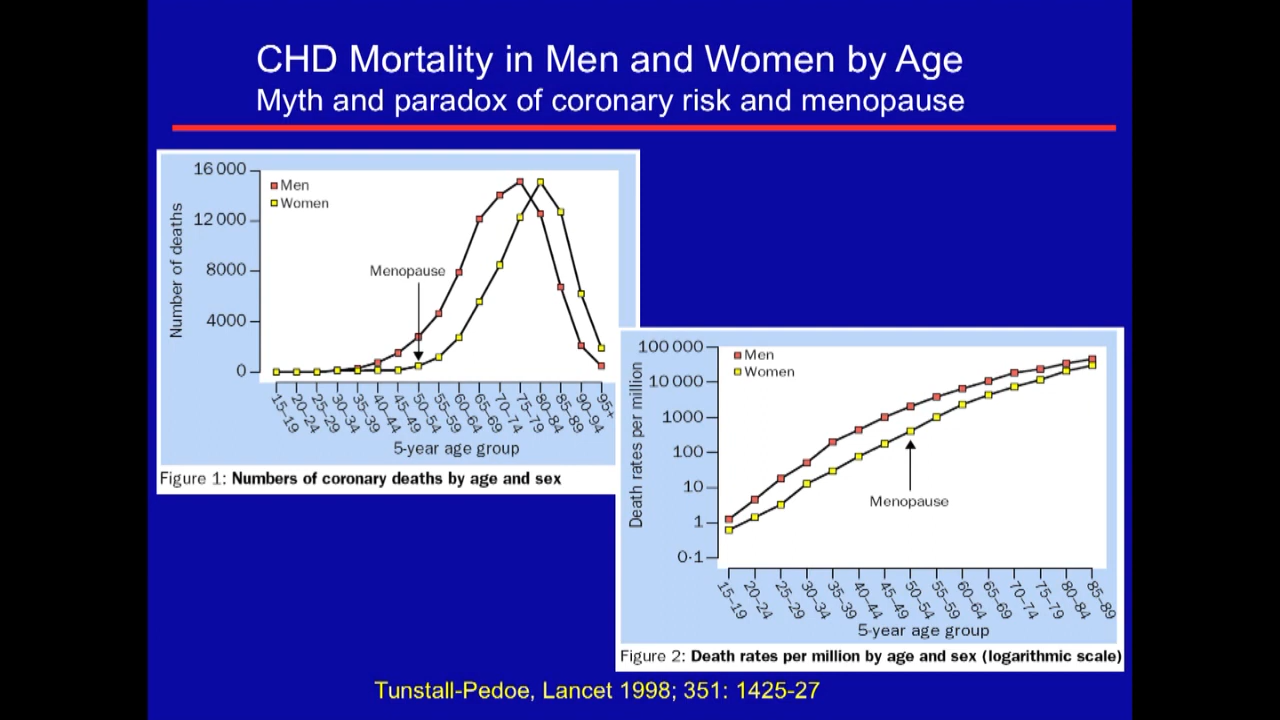 CHD Mortality in Men and Women by Age
Myth and paradox of coronary risk and menopause
16 000
12 000
8000
4000
0
Number of deaths
Men
Women
Menopause
15–19
20–24
25–29
30–34
35–39
40–44
45–49
50–54
55–59
60–64
65–69
70–74
75–79
80–84
85–89
90–94
95+
5-year age group
Figure 1: Numbers of coronary deaths by age and sex
100 000
10 000
1000
100
10
1
0·1
Death rates per million
Men
Women
Menopause
15–19
20–24
25–29
30–34
35–39
40–44
45–49
50–54
55–59
60–64
65–69
70–74
75–79
80–84
85–89
5-year age group
Figure 2: Death rates per million by age and sex (logarithmic scale)
Tunstall-Pedoe, Lancet 1998; 351: 1425-27